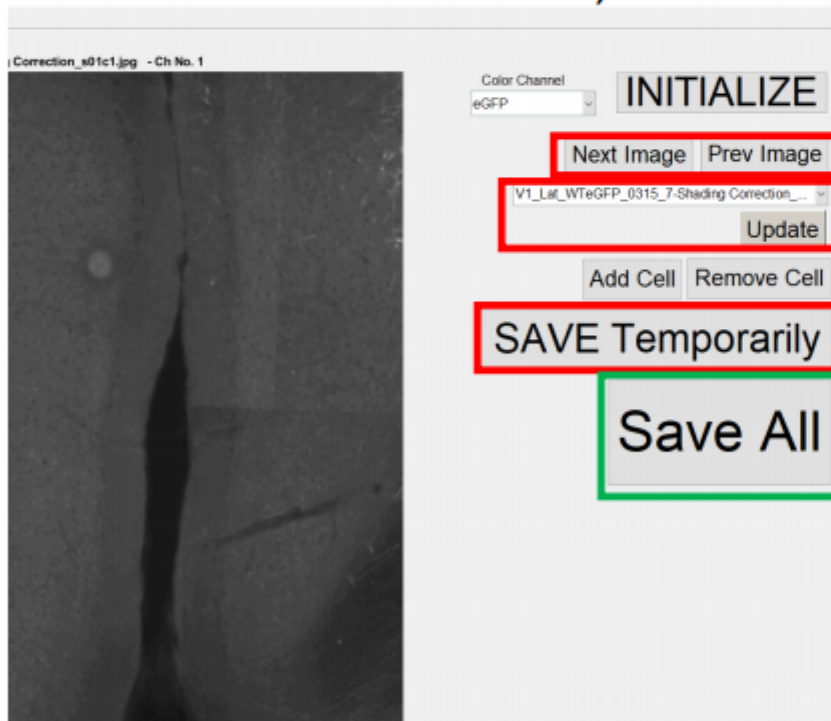 Correction_s01c1.jpg - Ch No. 1
Color Channel
eGFP
INITIALIZE
Next Image Prev Image
V1_Lat_WTeGFP_0315_7-Shading Correction_...
Update
Add Cell Remove Cell
SAVE Temporarily
Save All